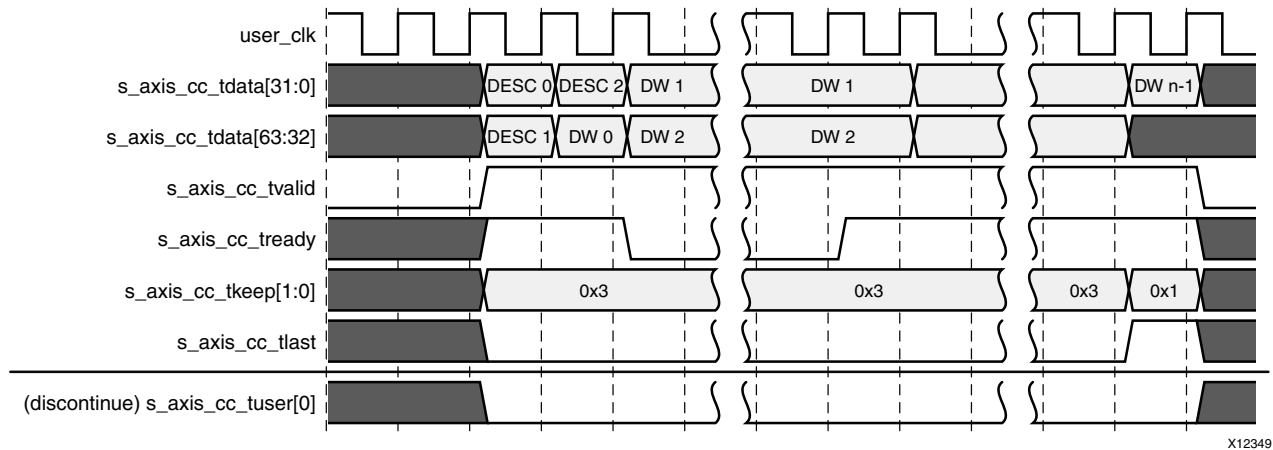 user_clk
s_axis_cc_tdata[31:0] DESC 0 DESC 2 DW 1 DW 1 DW n-1
s_axis_cc_tdata[63:32] DESC 1 DW 0 DW 2 DW 2
s_axis_cc_tvalid
s_axis_cc_tready
s_axis_cc_tkeep[1:0] 0x3 0x3 0x3 0x1
s_axis_cc_tlast
(discontinue) s_axis_cc_tuser[0]
X12349